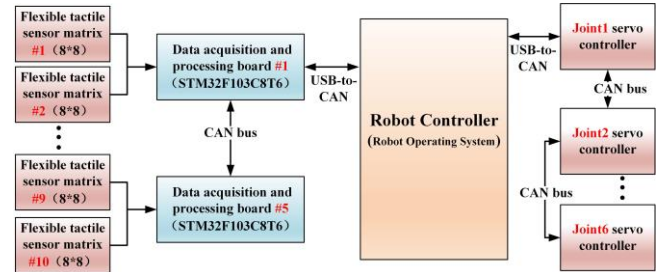 Flexible tactile
sensor matrix
#1（8*8）
Flexible tactile
sensor matrix
#2（8*8）
Flexible tactile
sensor matrix
#9（8*8）
Flexible tactile
sensor matrix
#10（8*8）
Data acquisition and
processing board #1
（STM32F103C8T6）
CAN bus
Data acquisition and
processing board #5
（STM32F103C8T6）
USB-to-
CAN
Robot Controller
(Robot Operating System)
USB-to-
CAN
Joint1 servo
controller
CAN bus
Joint2 servo
controller
CAN bus
Joint6 servo
controller